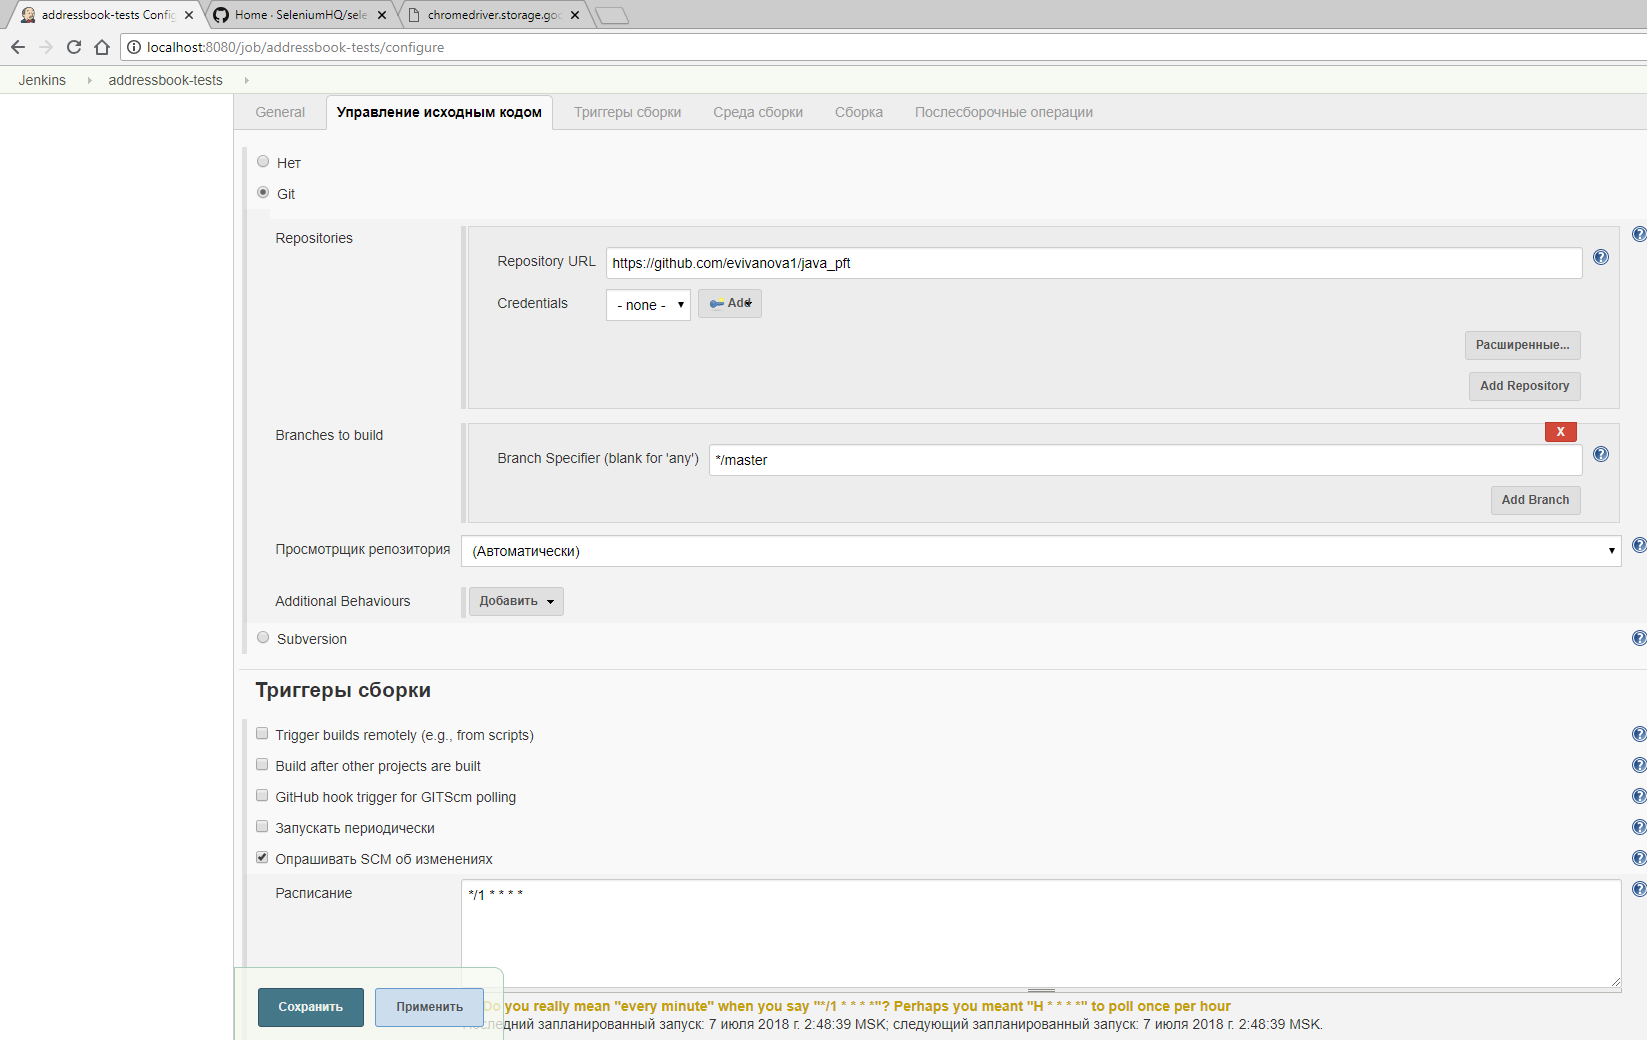 addressbook-tests Config
Home · SeleniumHQ/sele
chromedriver.storage.goo
localhost:8080/job/addressbook-tests/configure
Jenkins
addressbook-tests
General
Управление исходным кодом
Триггеры сборки
Среда сборки
Сборка
Послесборочные операции
Нет
Git
Repositories
Repository URL
https://github.com/evivanova1/java_pft
Credentials
- none -
Add
Расширенные...
Add Repository
Branches to build
X
Branch Specifier (blank for 'any')
*/master
Add Branch
Просмотрщик репозитория
(Автоматически)
Additional Behaviours
Добавить
Subversion
Триггеры сборки
Trigger builds remotely (e.g., from scripts)
Build after other projects are built
GitHub hook trigger for GITScm polling
Запускать периодически
Опрашивать SCM об изменениях
Расписание
*/1 * * * *
Сохранить
Применить
Do you really mean "every minute" when you say "*/1 * * * *"? Perhaps you meant "H * * * *" to poll once per hour
Последний запланированный запуск: 7 июля 2018 г. 2:48:39 MSK; следующий запланированный запуск: 7 июля 2018 г. 2:48:39 MSK.